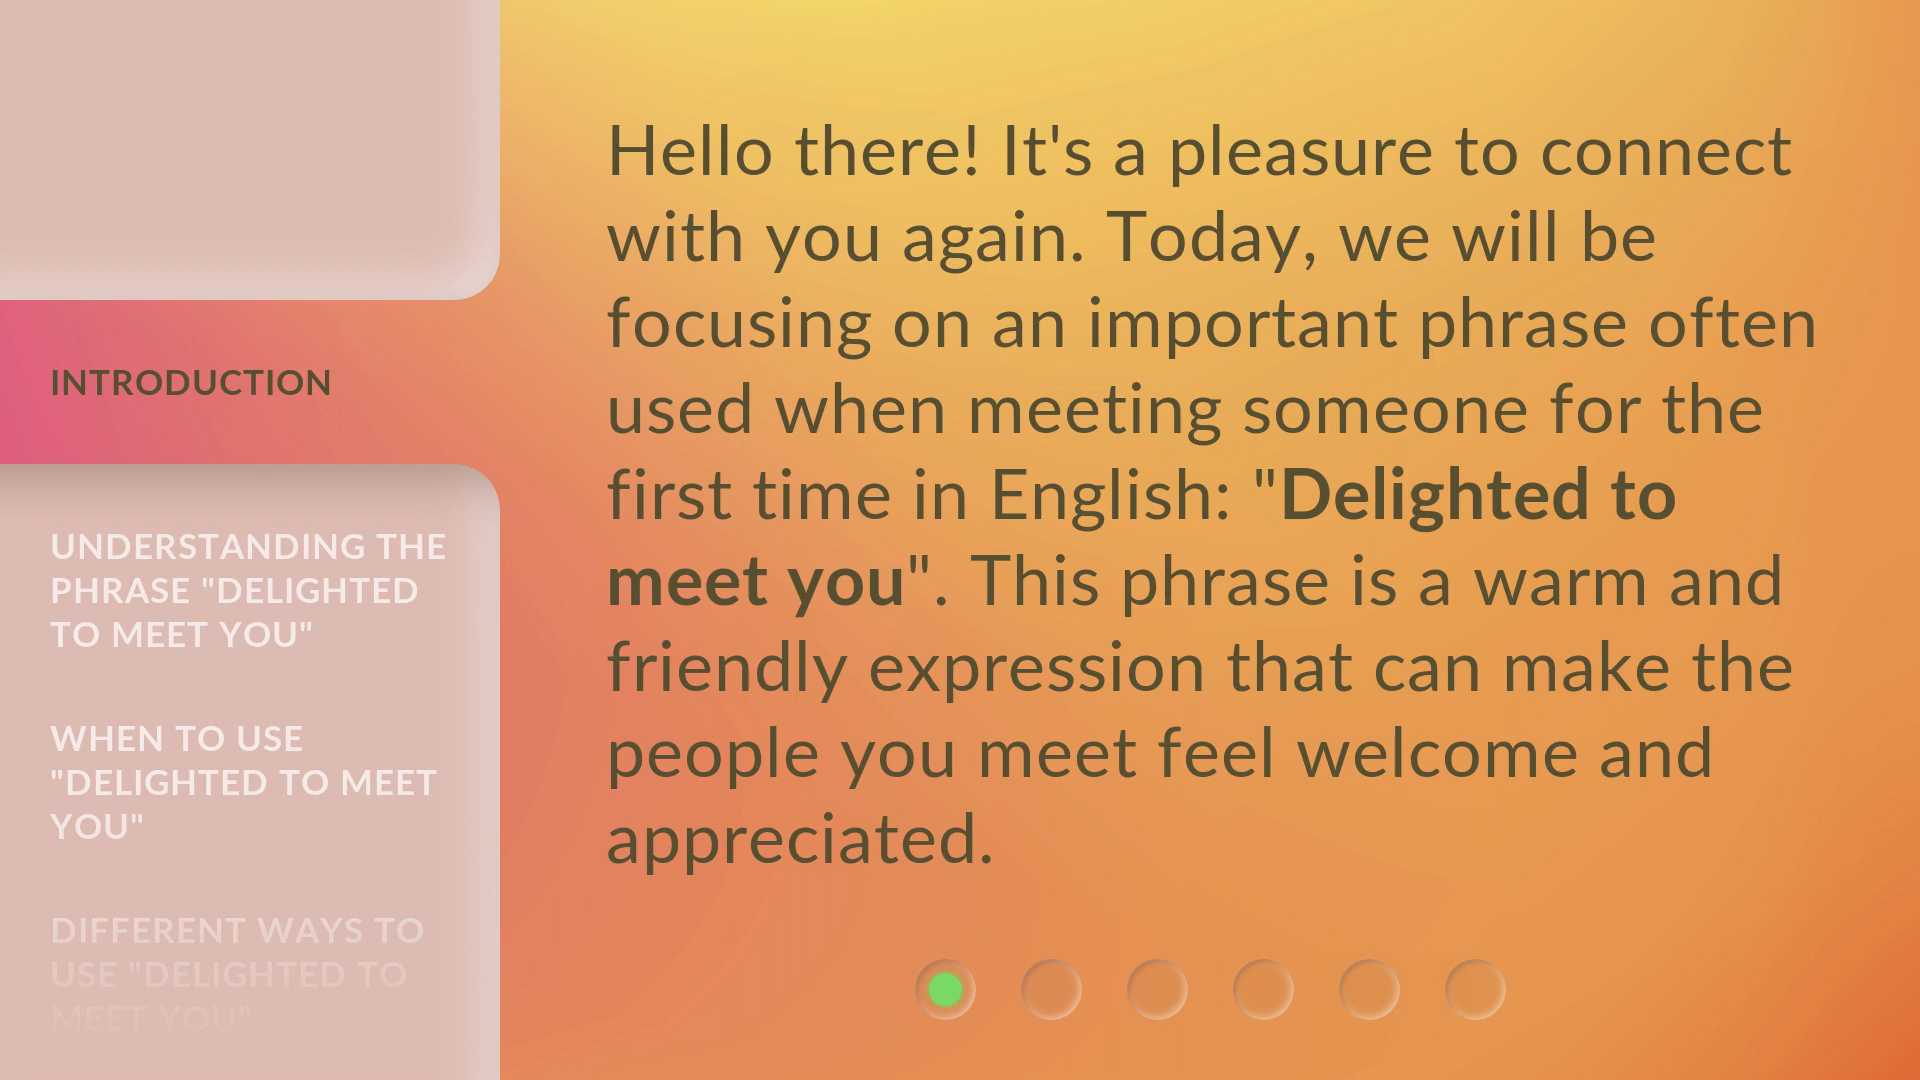 INTRODUCTION
UNDERSTANDING THE
PHRASE "DELIGHTED
TO MEET YOU"
WHEN TO USE
"DELIGHTED TO MEET
YOU"
DIFFERENT WAYS TO
USE "DELIGHTED TO
MEET YOU"
Hello there! It's a pleasure to connect
with you again. Today, we will be
focusing on an important phrase often
used when meeting someone for the
first time in English: "Delighted to
meet you". This phrase is a warm and
friendly expression that can make the
people you meet feel welcome and
appreciated.